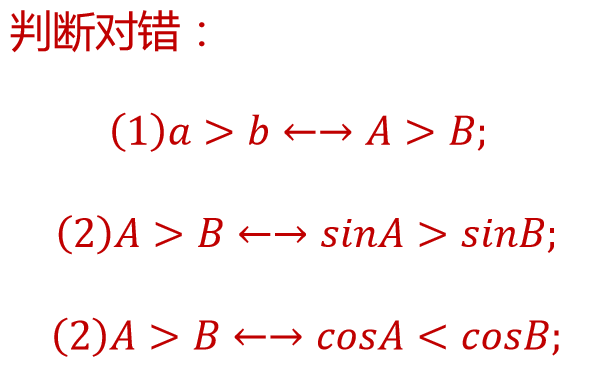 判断对错：
(1)a > b ←→ A > B;
(2)A > B ←→ sinA > sinB;
(2)A > B ←→ cosA < cosB;